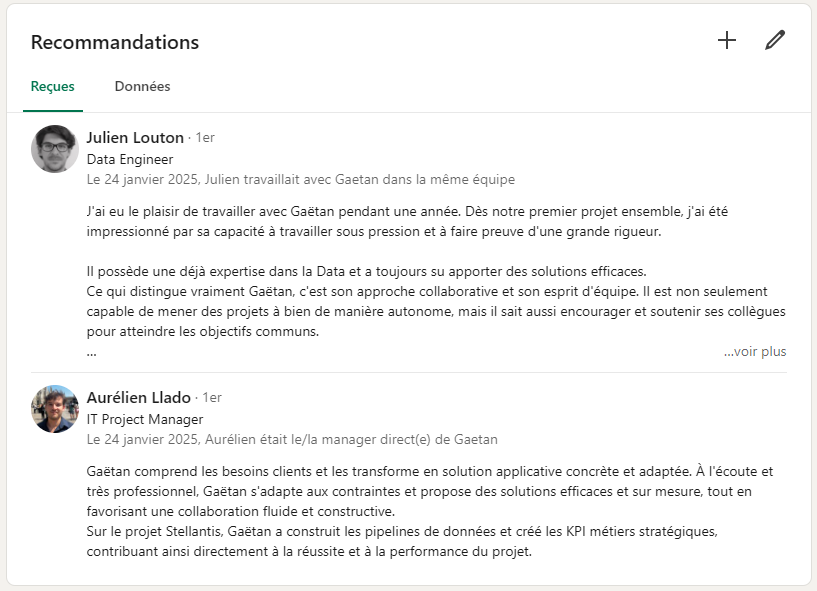 Recommandations
Reçues
Données
Julien Louton · 1er
Data Engineer
Le 24 janvier 2025, Julien travaillait avec Gaetan dans la même équipe
J'ai eu le plaisir de travailler avec Gaëtan pendant une année. Dès notre premier projet ensemble, j'ai été
impressionné par sa capacité à travailler sous pression et à faire preuve d'une grande rigueur.
Il possède une déjà expertise dans la Data et a toujours su apporter des solutions efficaces.
Ce qui distingue vraiment Gaëtan, c'est son approche collaborative et son esprit d'équipe. Il est non seulement
capable de mener des projets à bien de manière autonome, mais il sait aussi encourager et soutenir ses collègues
pour atteindre les objectifs communs.
... …voir plus
Aurélien Llado · 1er
IT Project Manager
Le 24 janvier 2025, Aurélien était le/la manager direct(e) de Gaetan
Gaëtan comprend les besoins clients et les transforme en solution applicative concrète et adaptée. À l'écoute et
très professionnel, Gaëtan s'adapte aux contraintes et propose des solutions efficaces et sur mesure, tout en
favorisant une collaboration fluide et constructive.
Sur le projet Stellantis, Gaëtan a construit les pipelines de données et créé les KPI métiers stratégiques,
contribuant ainsi directement à la réussite et à la performance du projet.